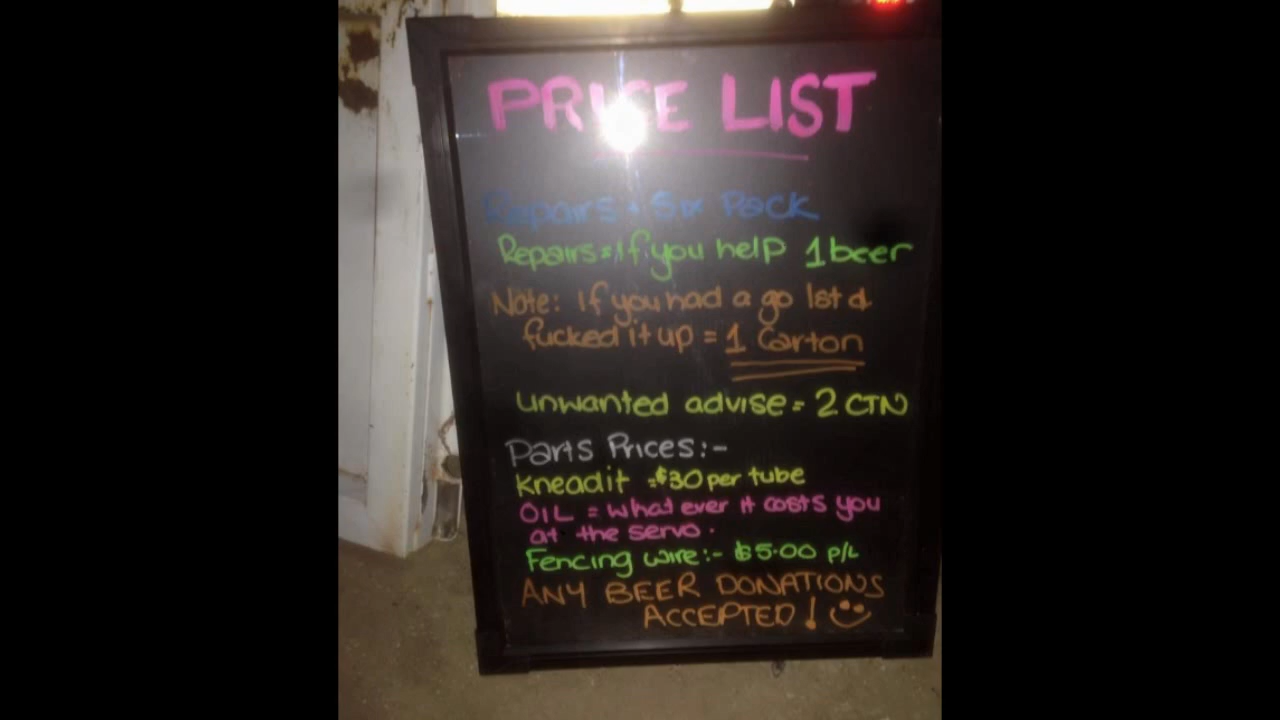 PRICE LIST
Repairs = Six Pack
Repairs = If you help 1 beer
Note: If you had a go 1st &
fucked it up = 1 Carton
unwanted advise = 2 CTN
Parts Prices:-
Kneadit = $30 per tube
OIL = what ever it costs you
at the servo.
Fencing wire:- $5.00 p/L
ANY BEER DONATIONS
ACCEPTED!